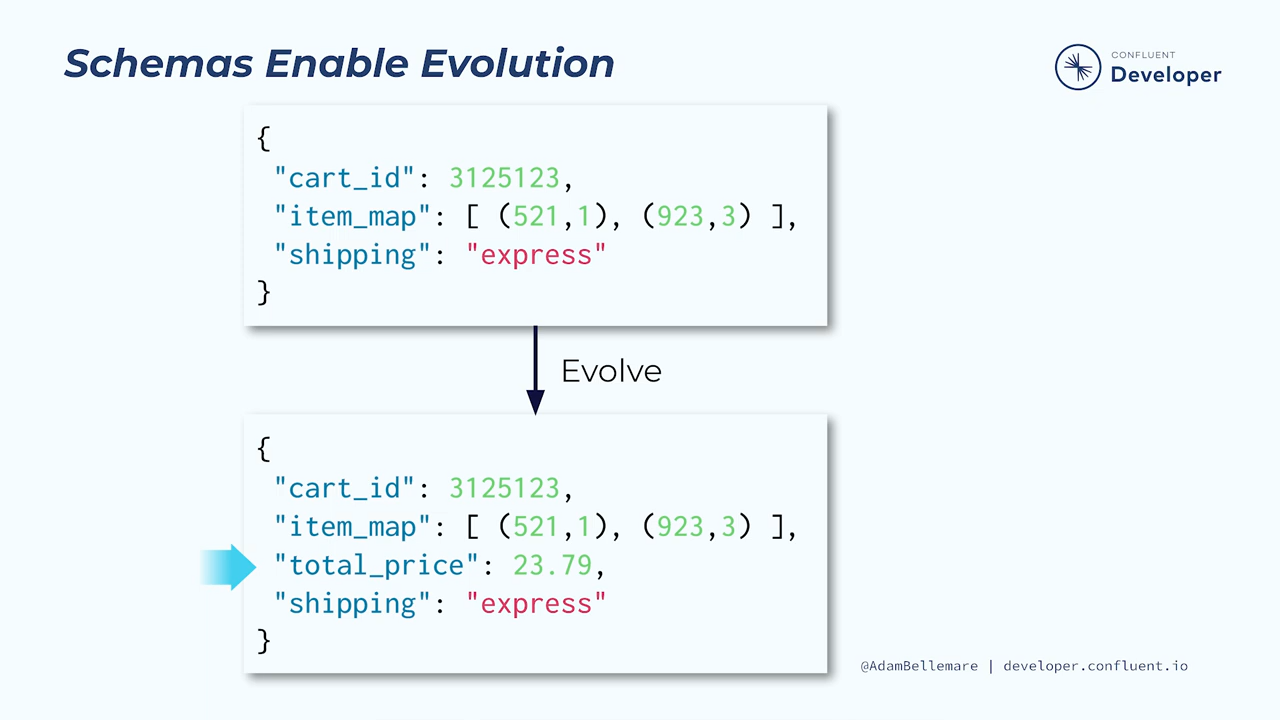 Schemas Enable Evolution
CONFLUENT
Developer
{
"cart_id": 3125123,
"item_map": [ (521,1), (923,3) ],
"shipping": "express"
}
Evolve
{
"cart_id": 3125123,
"item_map": [ (521,1), (923,3) ],
"total_price": 23.79,
"shipping": "express"
}
@AdamBellemare | developer.confluent.io